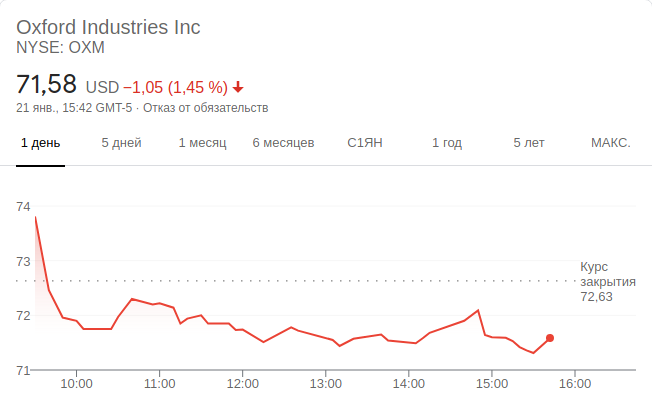 Oxford Industries Inc
NYSE: OXM
71,58 USD −1,05 (1,45 %)
21 янв., 15:42 GMT-5 · Отказ от обязательств
1 день 5 дней 1 месяц 6 месяцев С1ЯН 1 год 5 лет МАКС.
74
73
Курс
закрытия
72,63
72
71
10:00 11:00 12:00 13:00 14:00 15:00 16:00